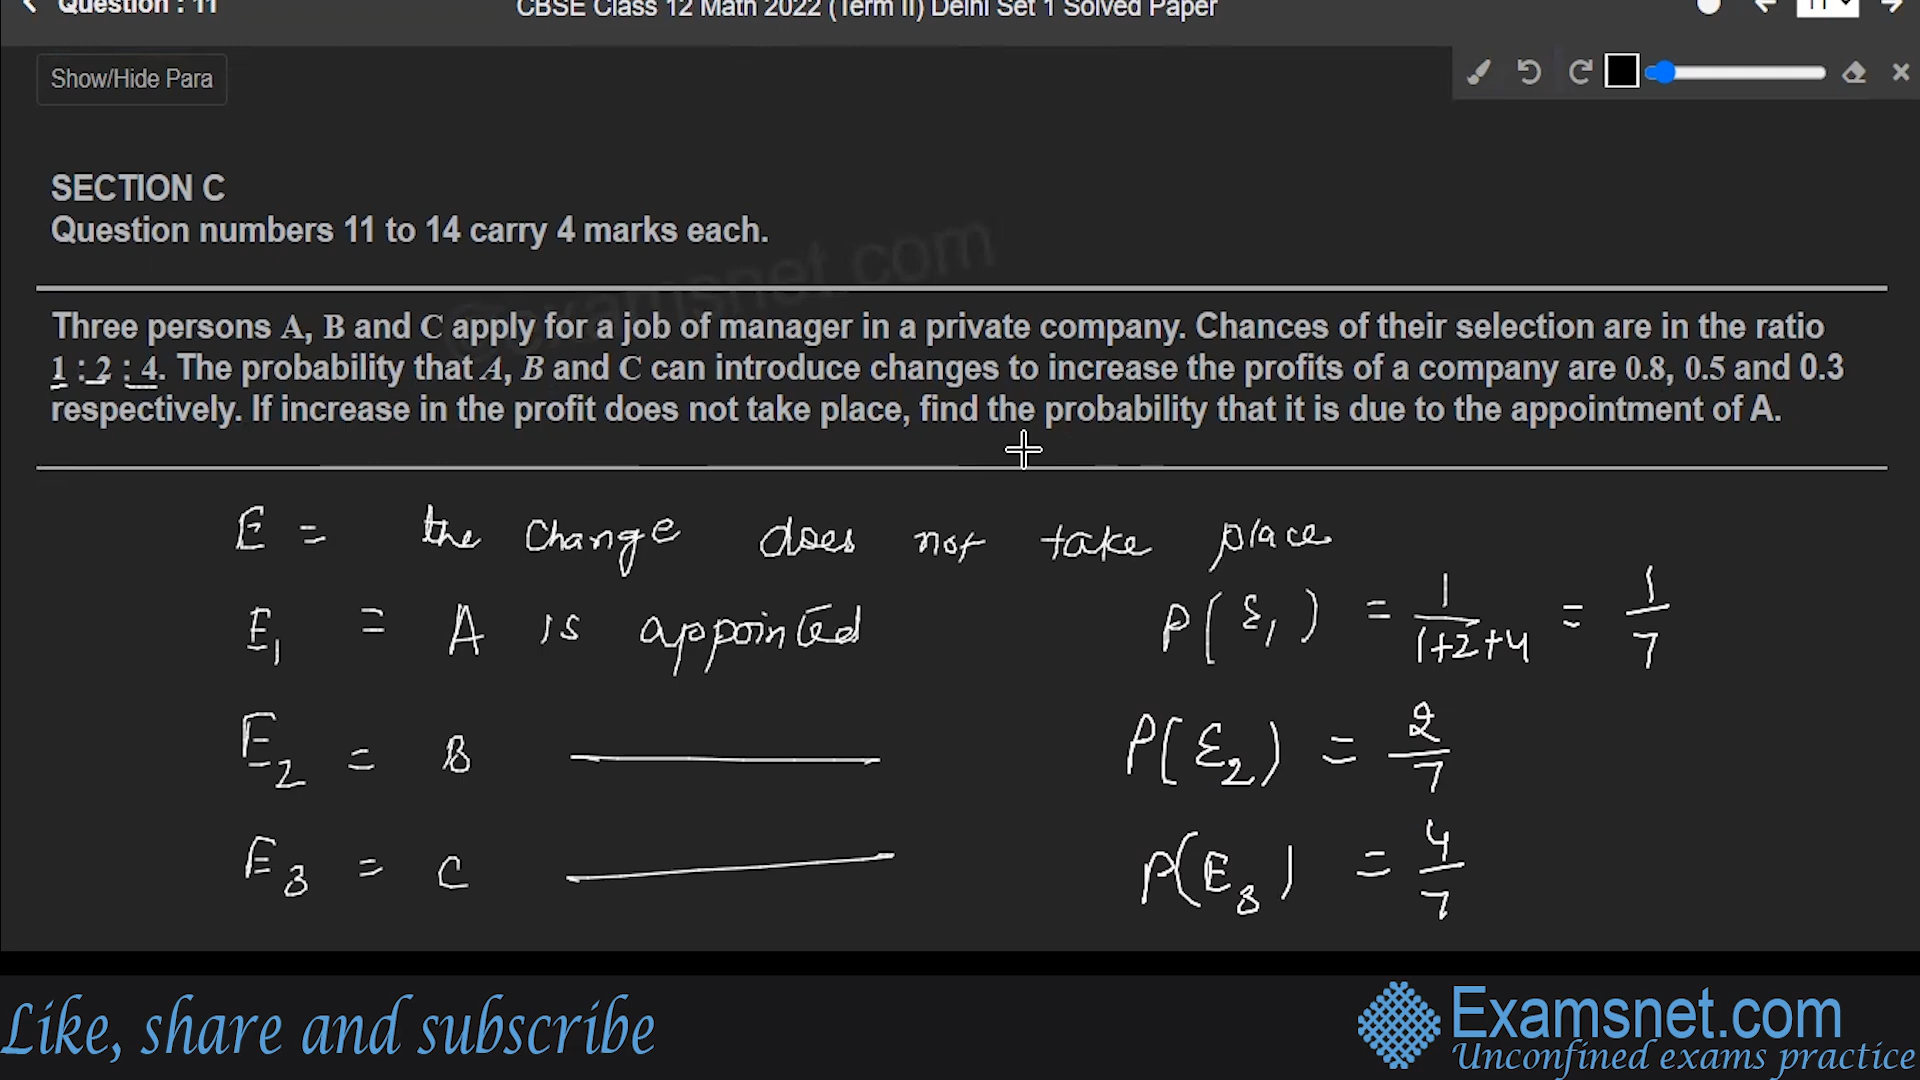 Question : 11
CBSE Class 12 Math 2022 (Term II) Delhi Set 1 Solved Paper
11
Show/Hide Para
SECTION C
Question numbers 11 to 14 carry 4 marks each.
@examsnet.com
Three persons A, B and C apply for a job of manager in a private company. Chances of their selection are in the ratio
1 : 2 : 4. The probability that A, B and C can introduce changes to increase the profits of a company are 0.8, 0.5 and 0.3
respectively. If increase in the profit does not take place, find the probability that it is due to the appointment of A.
E = the change does not take place
E₁ = A is appointed P(E₁) = 1/(1+2+4) = 1/7
E₂ = B P(E₂) = 2/7
E₃ = C P(E₃) = 4/7
Like, share and subscribe
Examsnet.com
Unconfined exams practice